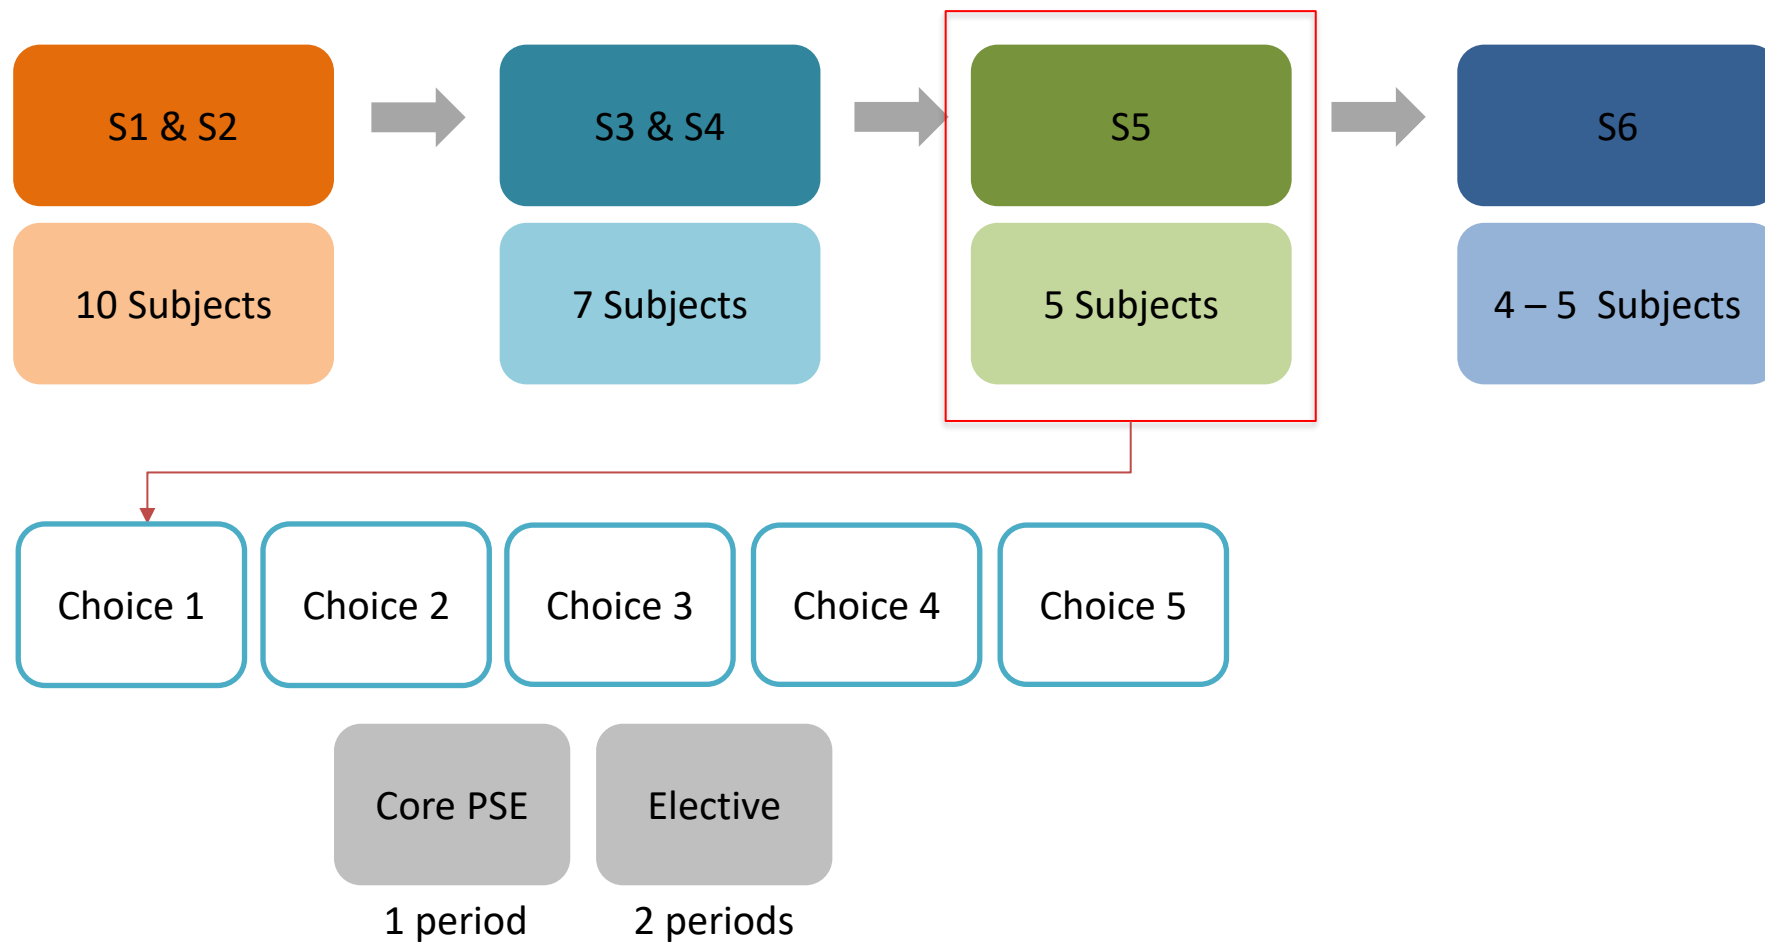 S1 & S2
S3 & S4
S5
S6
10 Subjects
7 Subjects
5 Subjects
4 – 5  Subjects
Choice 1
Choice 2
Choice 3
Choice 4
Choice 5
Core PSE
Elective
1 period
2 periods